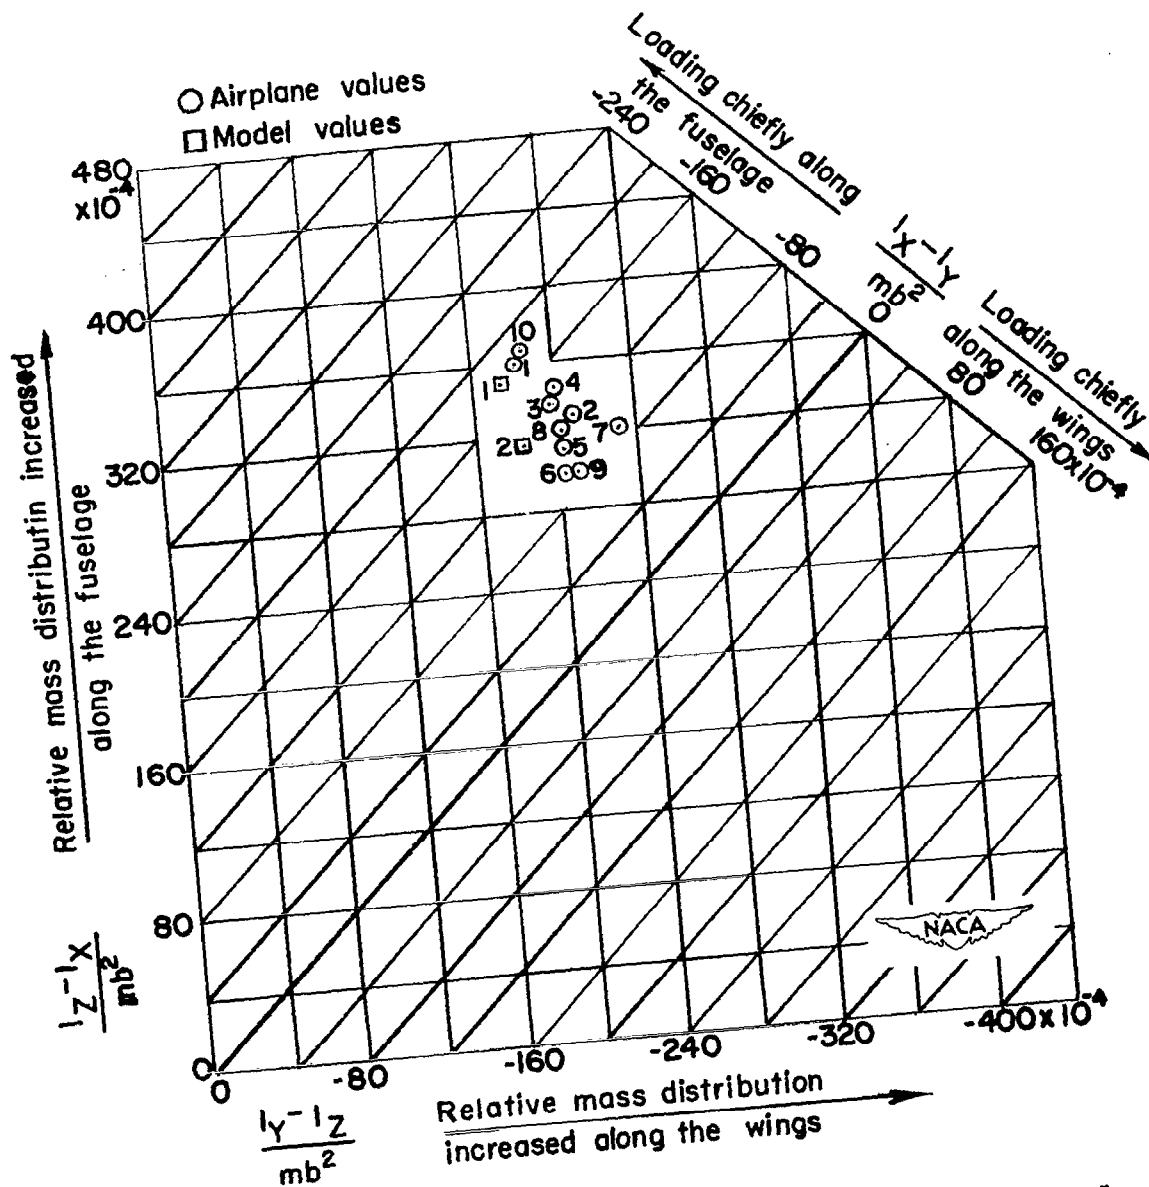 ○ Airplane values
□ Model values
Loading chiefly along
the fuselage
-240
-160
-80
0
80
160x10⁻⁴
I_X-I_Y
mb²
Loading chiefly
along the wings
480
x10⁻⁴
400
320
240
160
80
0
Relative mass distributin increased
along the fuselage
I_Z-I_X
mb²
10
1
1
4
3
2
8
7
2
5
6
9
NACA
0
-80
-160
-240
-320
-400x10⁻⁴
I_Y-I_Z
mb²
Relative mass distribution
increased along the wings